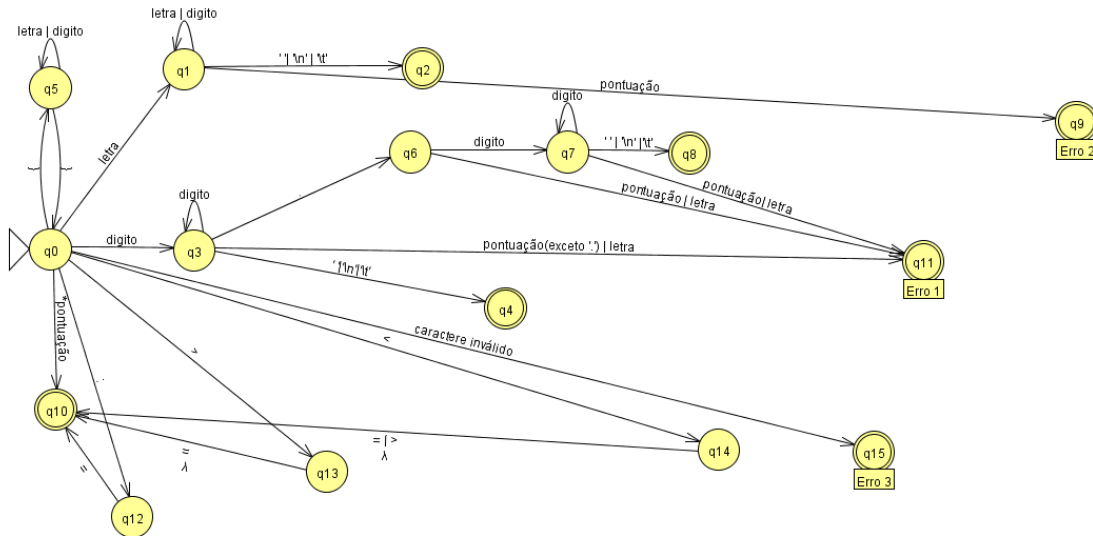 letra | digito
letra | digito
q5
q1
' '| '\n' | '\t'
q2
pontuação
q9
Erro 2
letra
digito
q6
digito
q7
' '| '\n' |'\t'
q8
pontuação | letra
pontuação| letra
{
}
q0
digito
digito
q3
.
pontuação(exceto '.') | letra
q11
Erro 1
' '|'\n'|'\t'
q4
*pontuação
>
<
caractere inválido
q10
=
q12
=
λ
q13
= | >
λ
q14
q15
Erro 3